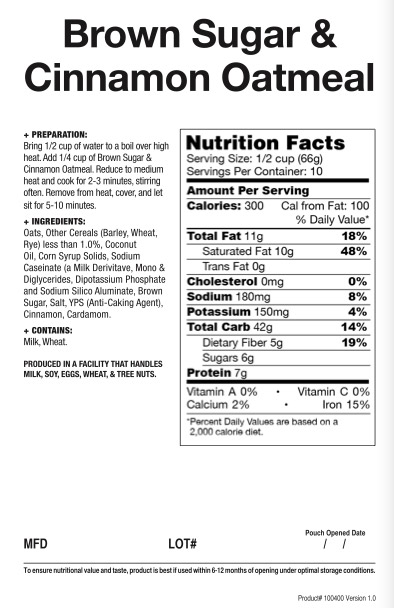 Brown Sugar &
Cinnamon Oatmeal
+ PREPARATION:
Bring 1/2 cup of water to a boil over high
heat. Add 1/4 cup of Brown Sugar &
Cinnamon Oatmeal. Reduce to medium
heat and cook for 2-3 minutes, stirring
often. Remove from heat, cover, and let
sit for 5-10 minutes.
+ INGREDIENTS:
Oats, Other Cereals (Barley, Wheat,
Rye) less than 1.0%, Coconut
Oil, Corn Syrup Solids, Sodium
Caseinate (a Milk Derivitave, Mono &
Diglycerides, Dipotassium Phosphate
and Sodium Silico Aluminate, Brown
Sugar, Salt, YPS (Anti-Caking Agent),
Cinnamon, Cardamom.
+ CONTAINS:
Milk, Wheat.
PRODUCED IN A FACILITY THAT HANDLES
MILK, SOY, EGGS, WHEAT, & TREE NUTS.
Nutrition Facts
Serving Size: 1/2 cup (66g)
Servings Per Container: 10
Amount Per Serving
Calories: 300 Cal from Fat: 100
% Daily Value*
Total Fat 11g 18%
Saturated Fat 10g 48%
Trans Fat 0g
Cholesterol 0mg 0%
Sodium 180mg 8%
Potassium 150mg 4%
Total Carb 42g 14%
Dietary Fiber 5g 19%
Sugars 6g
Protein 7g
Vitamin A 0% • Vitamin C 0%
Calcium 2% • Iron 15%
*Percent Daily Values are based on a
2,000 calorie diet.
Pouch Opened Date
MFD LOT# / /
To ensure nutritional value and taste, product is best if used within 6-12 months of opening under optimal storage conditions.
Product# 100400 Version 1.0